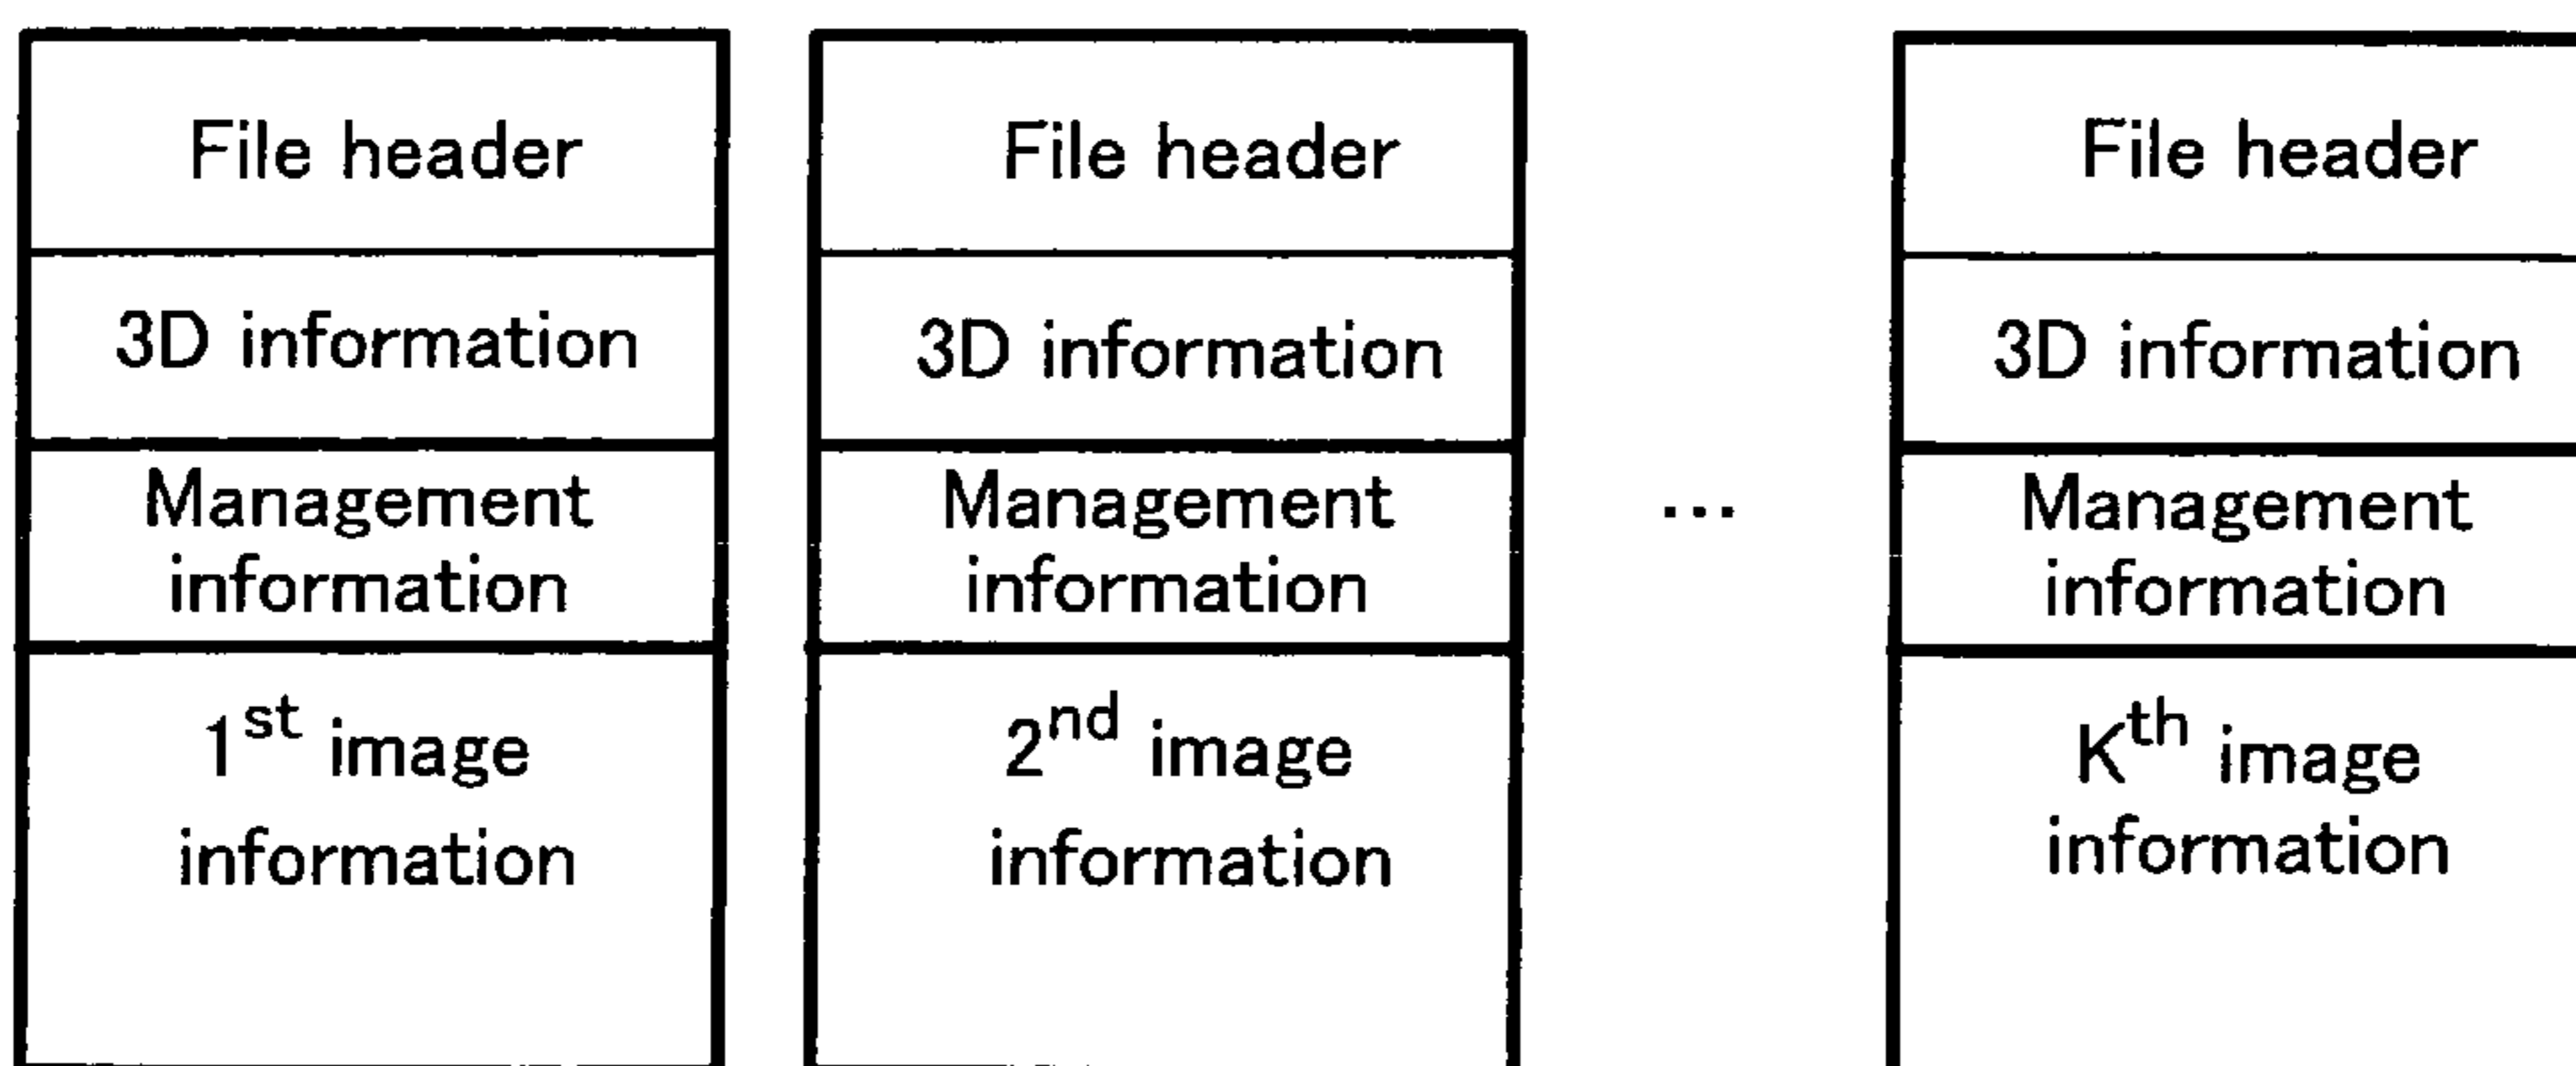 File header
3D information
Management
information
1st image
information
File header
3D information
Management
information
2nd image
information
...
File header
3D information
Management
information
Kth image
information